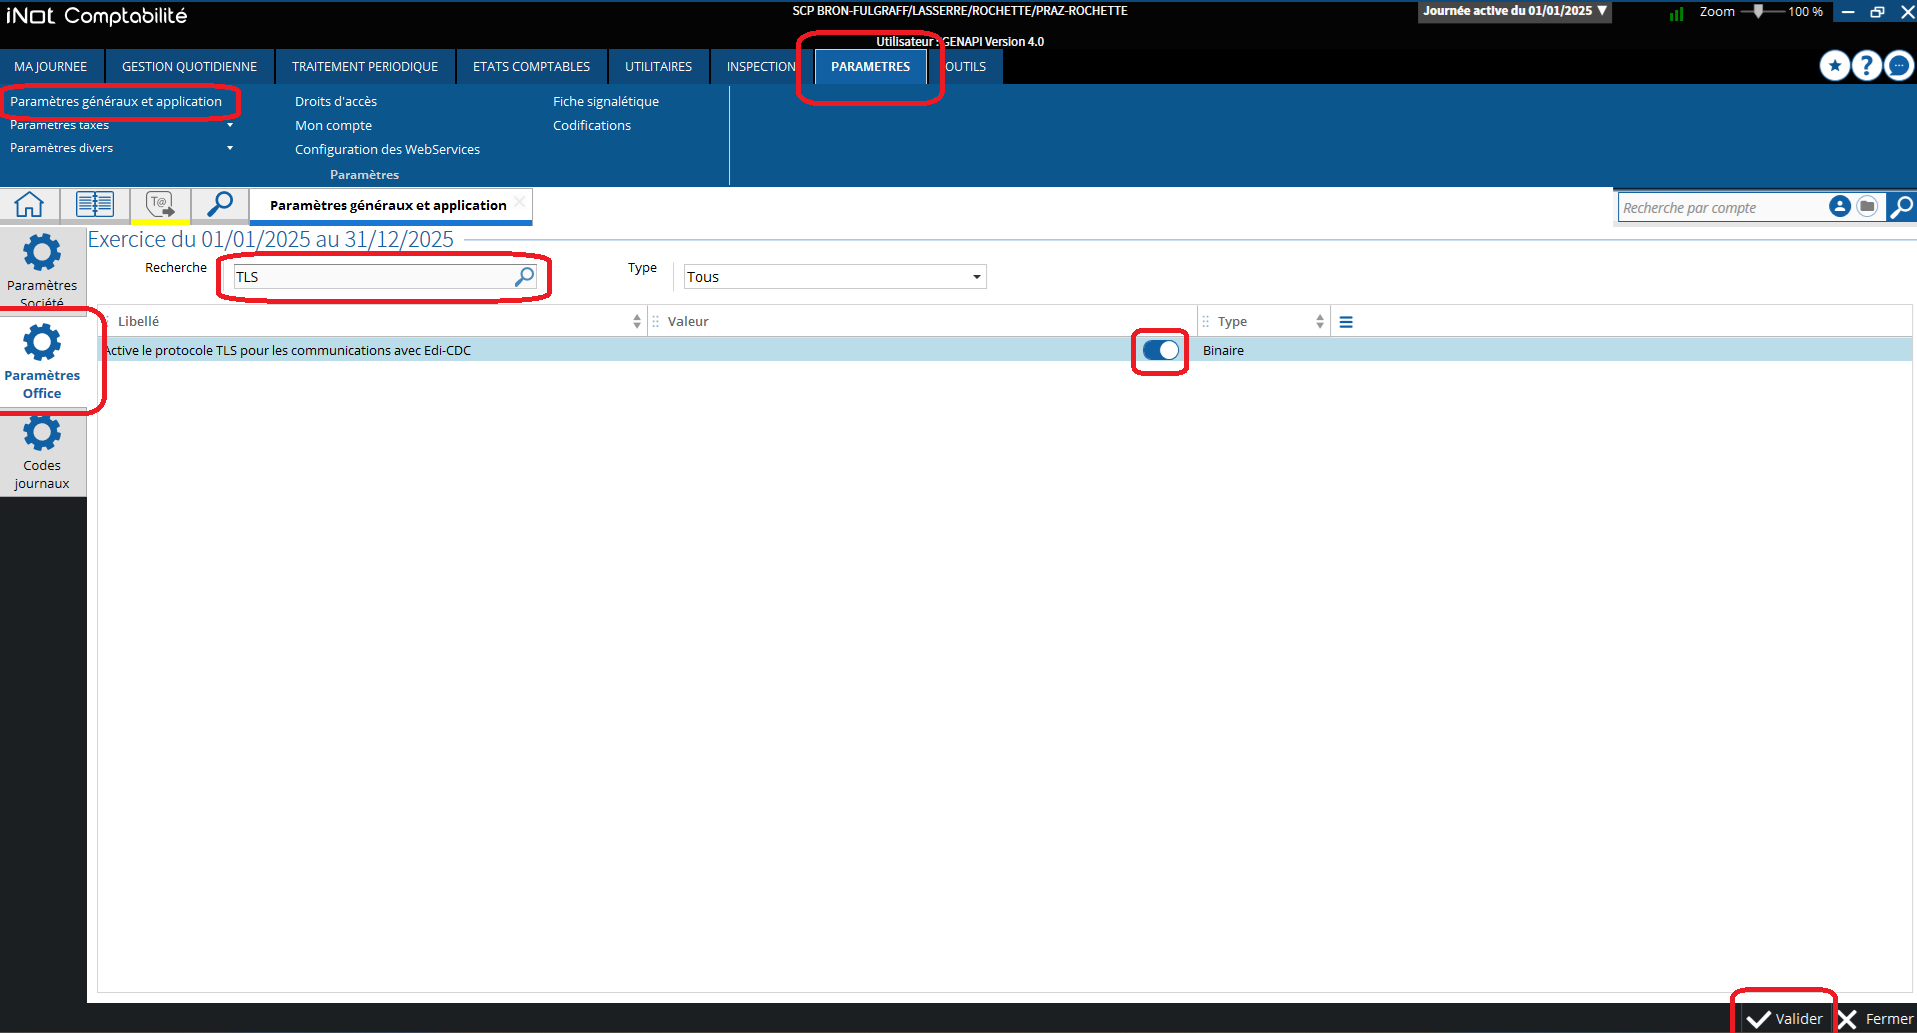 iNot Comptabilité
SCP BRON-FULGRAFF/LASSERRE/ROCHETTE/PRAZ-ROCHETTE
Journée active du 01/01/2025 ▼
Zoom 100 %
Utilisateur : GENAPI Version 4.0
MA JOURNEE GESTION QUOTIDIENNE TRAITEMENT PERIODIQUE ETATS COMPTABLES UTILITAIRES INSPECTION PARAMETRES OUTILS
Paramètres généraux et application Droits d'accès Fiche signalétique
Paramètres taxes Mon compte Codifications
Paramètres divers Configuration des WebServices
Paramètres
T@
Paramètres généraux et application
Recherche par compte
Exercice du 01/01/2025 au 31/12/2025
Recherche TLS Type Tous
Paramètres
Société
Libellé Valeur Type
Active le protocole TLS pour les communications avec Edi-CDC Binaire
Paramètres
Office
Codes
journaux
Valider Fermer